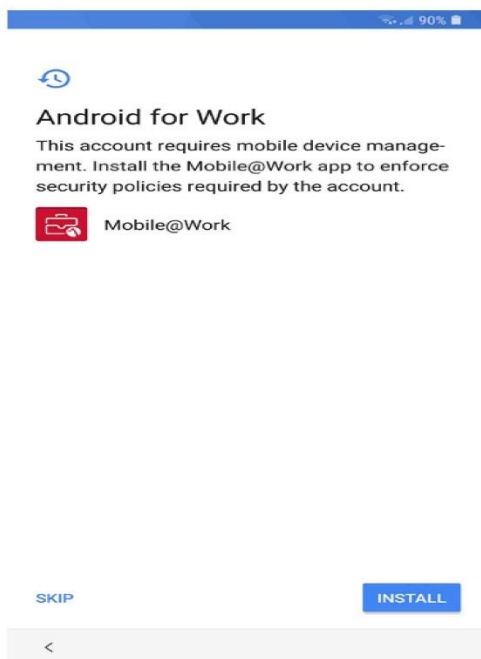 90%
Android for Work
This account requires mobile device manage-
ment. Install the Mobile@Work app to enforce
security policies required by the account.
Mobile@Work
SKIP
INSTALL